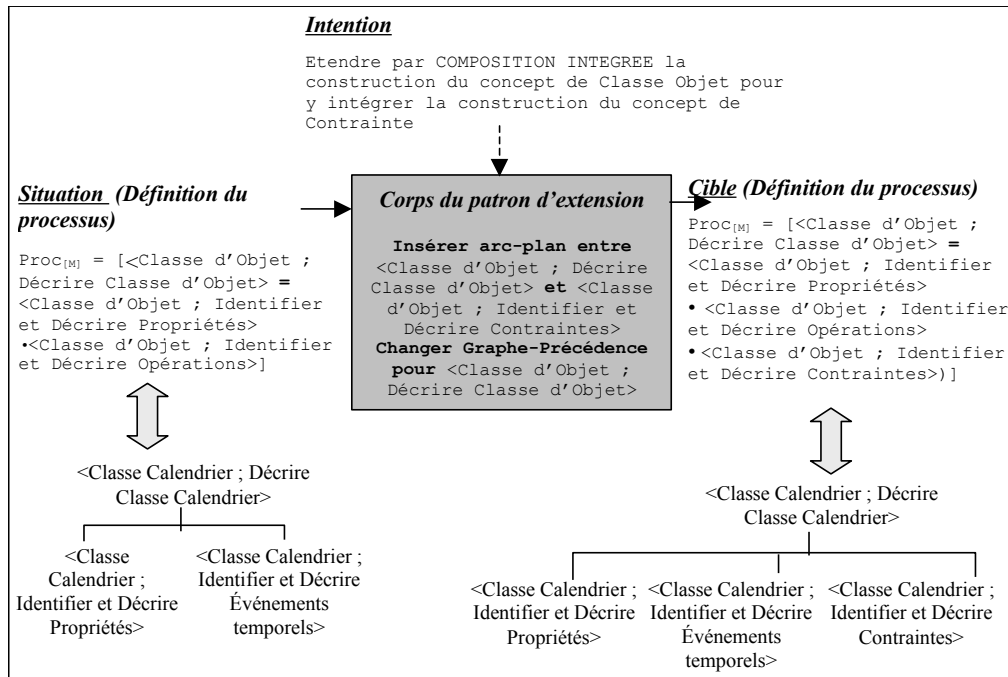 Intention
Etendre par COMPOSITION INTEGREE la
construction du concept de Classe Objet pour
y intégrer la construction du concept de
Contrainte
Situation (Définition du
processus)
Proc[M] = [<Classe d'Objet ;
Décrire Classe d'Objet> =
<Classe d'Objet ; Identifier
et Décrire Propriétés>
•<Classe d'Objet ; Identifier
et Décrire Opérations>]
Corps du patron d'extension
Insérer arc-plan entre
<Classe d'Objet ; Décrire
Classe d'Objet> et <Classe
d'Objet ; Identifier et
Décrire Contraintes>
Changer Graphe-Précédence
pour <Classe d'Objet ;
Décrire Classe d'Objet>
Cible (Définition du processus)
Proc[M] = [<Classe d'Objet ;
Décrire Classe d'Objet> =
<Classe d'Objet ; Identifier
et Décrire Propriétés>
• <Classe d'Objet ; Identifier
et Décrire Opérations>
• <Classe d'Objet ; Identifier
et Décrire Contraintes>)]
<Classe Calendrier ; Décrire
Classe Calendrier>
<Classe
Calendrier ;
Identifier et Décrire
Propriétés>
<Classe Calendrier ;
Identifier et Décrire
Événements
temporels>
<Classe Calendrier ; Décrire
Classe Calendrier>
<Classe Calendrier ;
Identifier et Décrire
Propriétés>
<Classe Calendrier ;
Identifier et Décrire
Événements
temporels>
<Classe Calendrier ;
Identifier et Décrire
Contraintes>